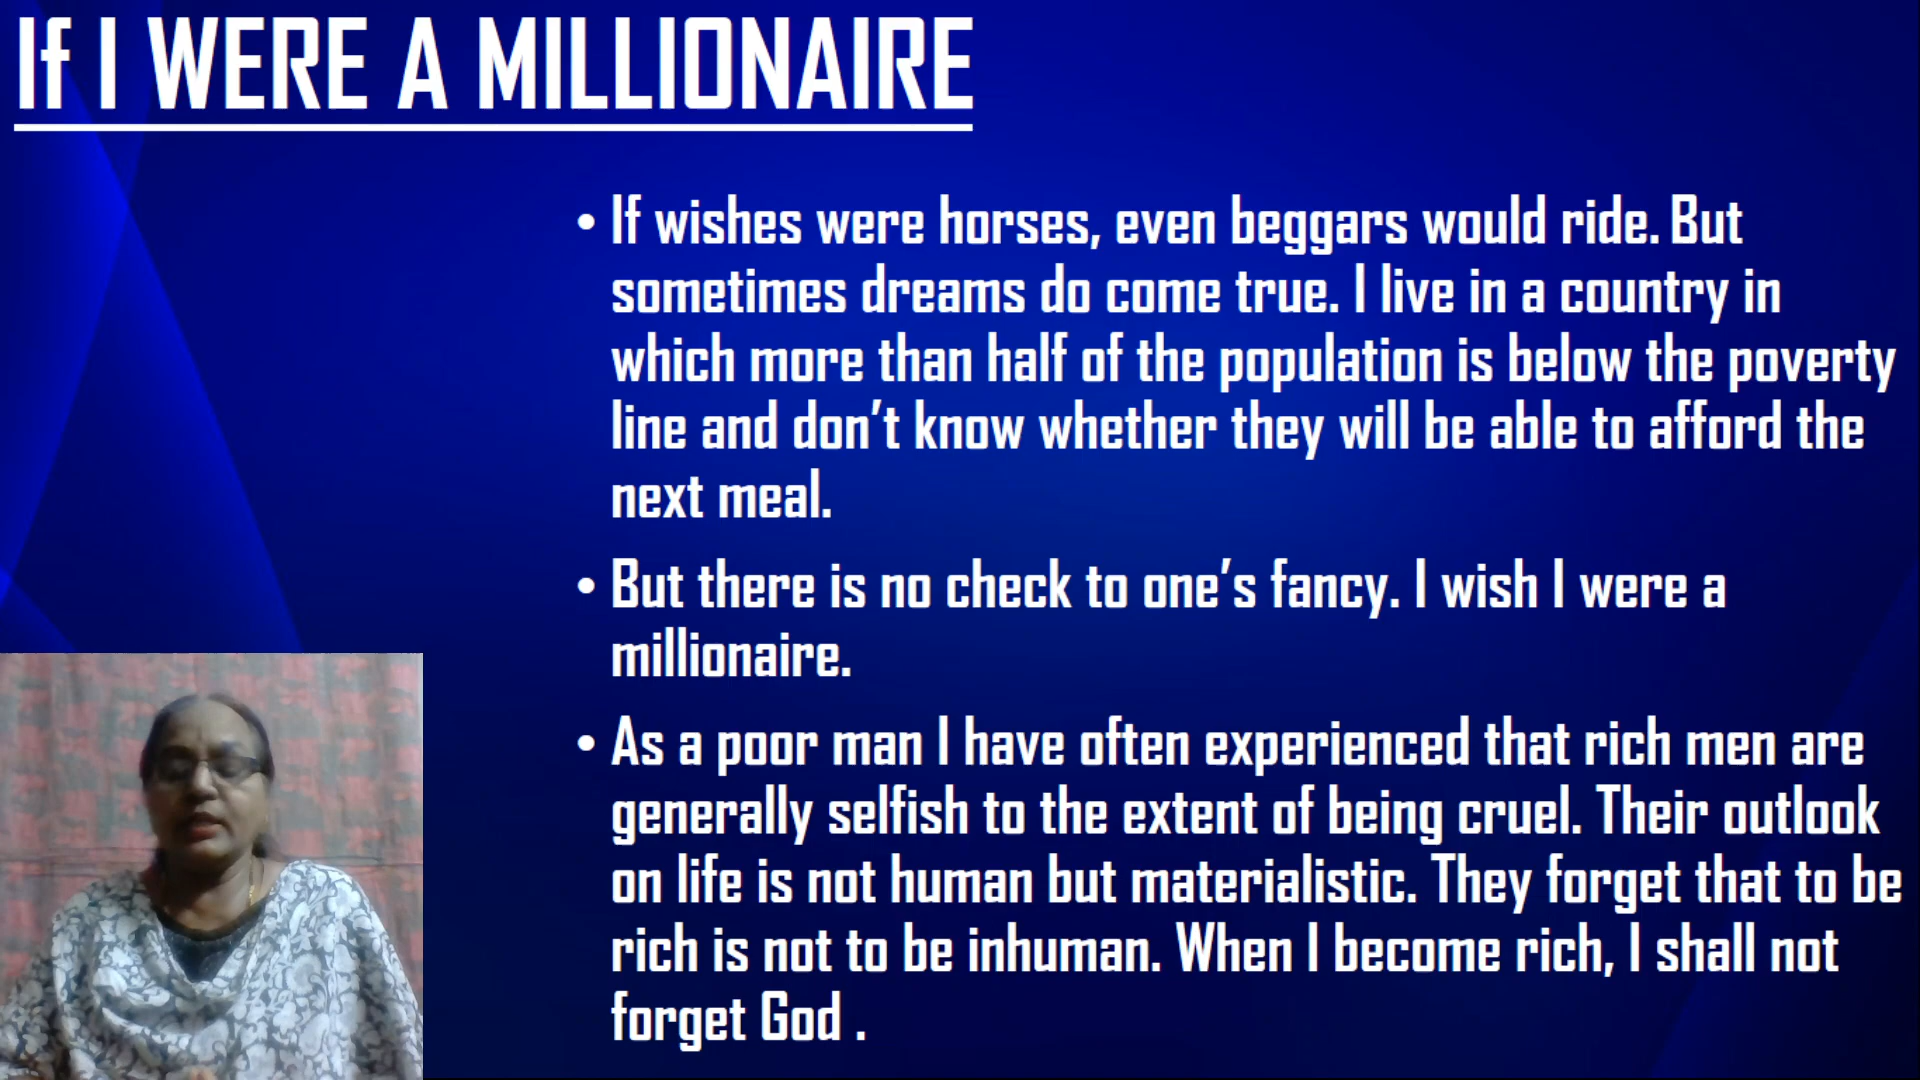 If I WERE A MILLIONAIRE
• If wishes were horses, even beggars would ride. But
sometimes dreams do come true. I live in a country in
which more than half of the population is below the poverty
line and don’t know whether they will be able to afford the
next meal.
• But there is no check to one’s fancy. I wish I were a
millionaire.
• As a poor man I have often experienced that rich men are
generally selfish to the extent of being cruel. Their outlook
on life is not human but materialistic. They forget that to be
rich is not to be inhuman. When I become rich, I shall not
forget God .